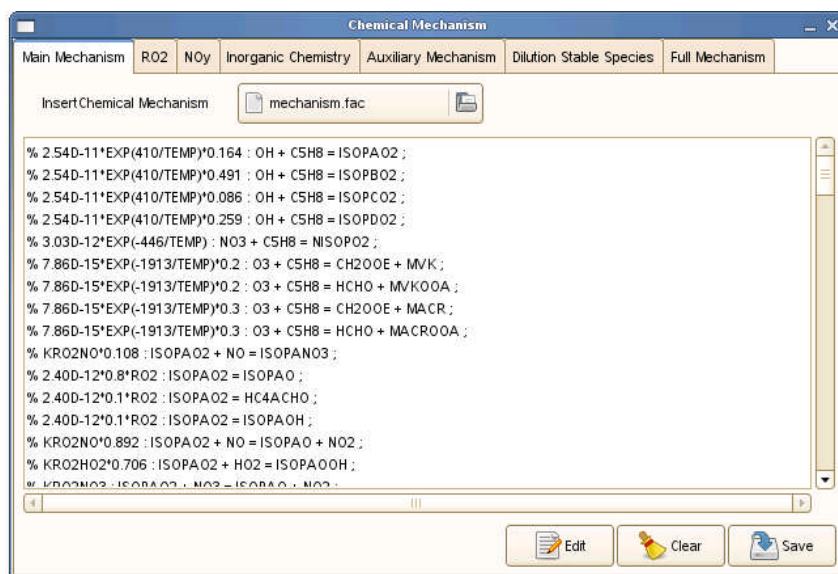 Chemical Mechanism
Main Mechanism RO2 NOy Inorganic Chemistry Auxiliary Mechanism Dilution Stable Species Full Mechanism
Insert Chemical Mechanism mechanism.fac
% 2.54D-11*EXP(410/TEMP)*0.164 : OH + C5H8 = ISOPAO2 ;
% 2.54D-11*EXP(410/TEMP)*0.491 : OH + C5H8 = ISOPBO2 ;
% 2.54D-11*EXP(410/TEMP)*0.086 : OH + C5H8 = ISOPCO2 ;
% 2.54D-11*EXP(410/TEMP)*0.259 : OH + C5H8 = ISOPDO2 ;
% 3.03D-12*EXP(-446/TEMP) : NO3 + C5H8 = NISOPO2 ;
% 7.86D-15*EXP(-1913/TEMP)*0.2 : O3 + C5H8 = CH2OOE + MVK ;
% 7.86D-15*EXP(-1913/TEMP)*0.2 : O3 + C5H8 = HCHO + MVKOOA ;
% 7.86D-15*EXP(-1913/TEMP)*0.3 : O3 + C5H8 = CH2OOE + MACR ;
% 7.86D-15*EXP(-1913/TEMP)*0.3 : O3 + C5H8 = HCHO + MACROOA ;
% KRO2NO*0.108 : ISOPAO2 + NO = ISOPANO3 ;
% 2.40D-12*0.8*RO2 : ISOPAO2 = ISOPAO ;
% 2.40D-12*0.1*RO2 : ISOPAO2 = HC4ACHO ;
% 2.40D-12*0.1*RO2 : ISOPAO2 = ISOPAOH ;
% KRO2NO*0.892 : ISOPAO2 + NO = ISOPAO + NO2 ;
% KRO2HO2*0.706 : ISOPAO2 + HO2 = ISOPAOOH ;
% KRO2NO3 : ISOPAO2 + NO3 = ISOPAO + NO2 ;
Edit Clear Save